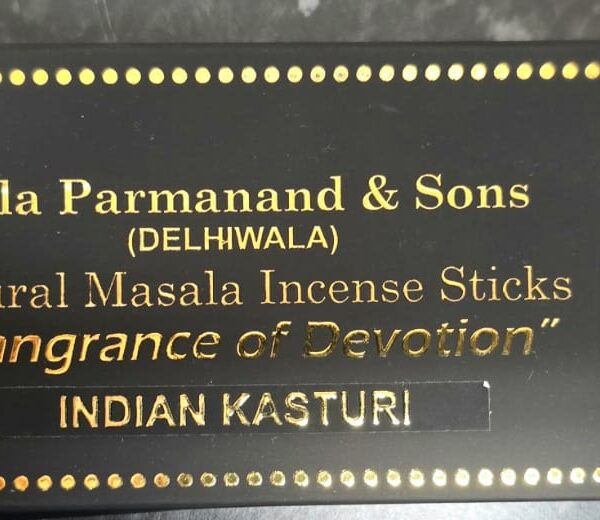 la Parmanand & Sons
(DELHIWALA)
ural Masala Incense Sticks
angrance of Devotion”
INDIAN KASTURI